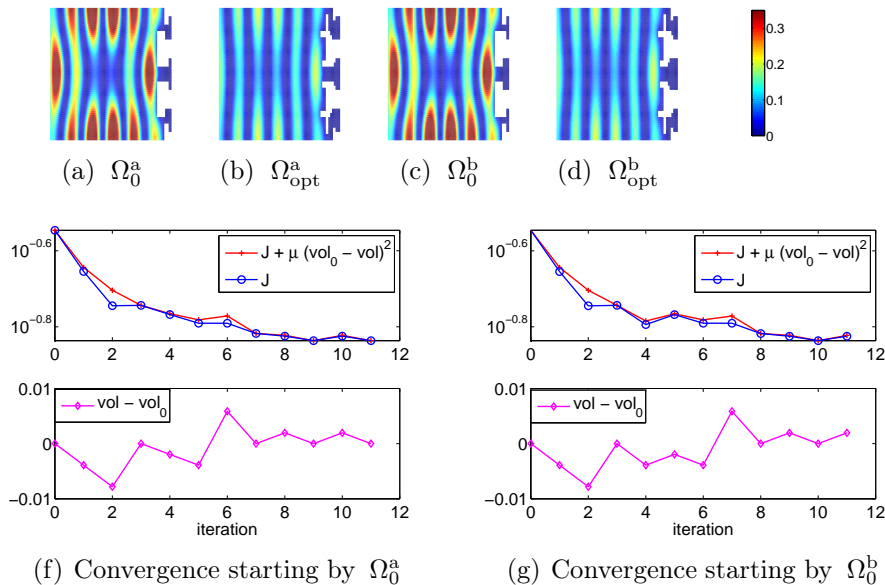 0.3
0.2
0.1
0
(a) Ω₀ᵃ (b) Ωₒₚₜᵃ (c) Ω₀ᵇ (d) Ωₒₚₜᵇ
10^−0.6
10^−0.8
J + μ (vol₀ − vol)²
J
0 2 4 6 8 10 12
10^−0.6
10^−0.8
J + μ (vol₀ − vol)²
J
0 2 4 6 8 10 12
0.01
0
−0.01
vol − vol₀
0 2 4 6 8 10 12
iteration
0.01
0
−0.01
vol − vol₀
0 2 4 6 8 10 12
iteration
(f) Convergence starting by Ω₀ᵃ
(g) Convergence starting by Ω₀ᵇ